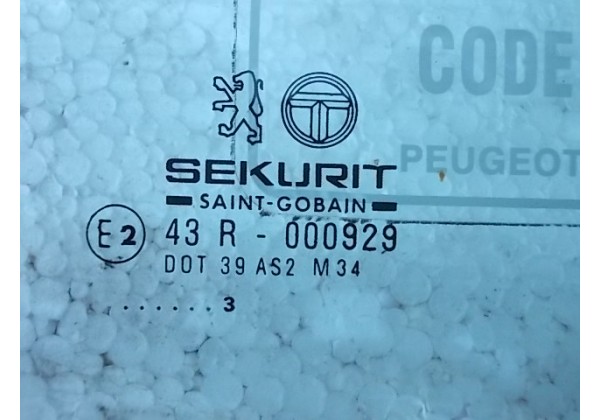 CODE
PEUGEOT
SEKURIT
SAINT-GOBAIN
E2 43 R - 000929
DOT 39 AS2 M34
. . . . . . . 3